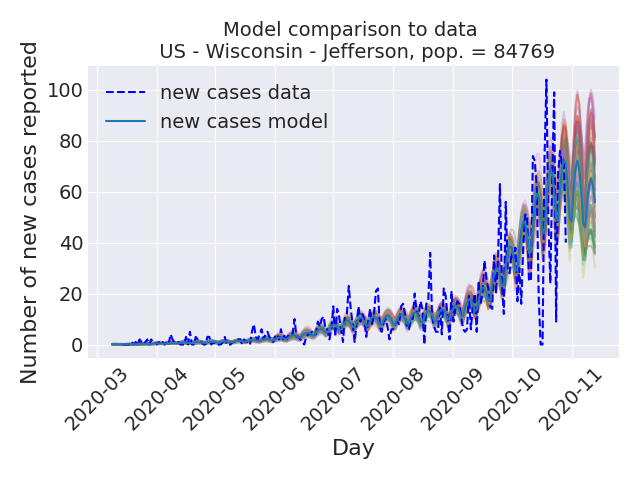 Model comparison to data
US - Wisconsin - Jefferson, pop. = 84769
Number of new cases reported
100
80
60
40
20
0
new cases data
new cases model
2020-03
2020-04
2020-05
2020-06
2020-07
2020-08
2020-09
2020-10
2020-11
Day